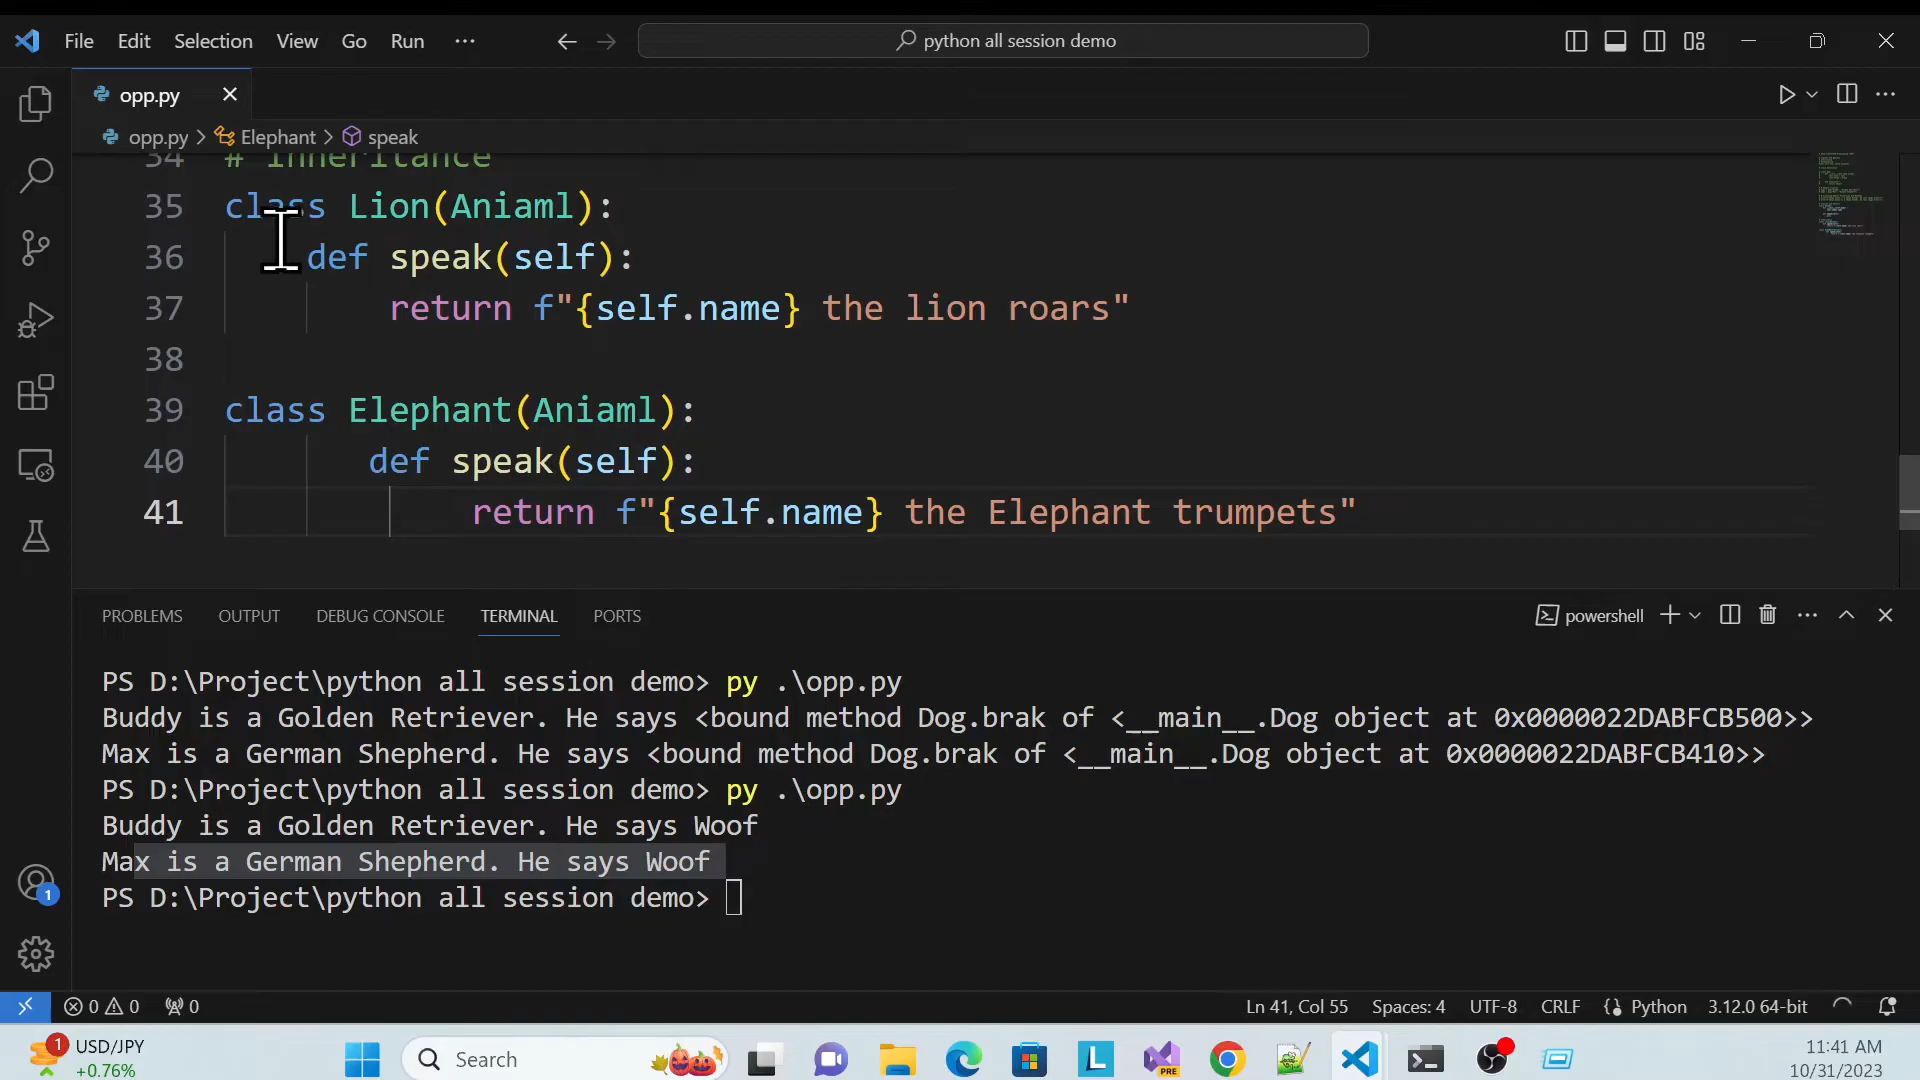 File Edit Selection View Go Run ··· python all session demo
opp.py
opp.py > Elephant > speak
34 # Inheritance
35 class Lion(Aniaml):
36 def speak(self):
37 return f"{self.name} the lion roars"
38
39 class Elephant(Aniaml):
40 def speak(self):
41 return f"{self.name} the Elephant trumpets"
PROBLEMS OUTPUT DEBUG CONSOLE TERMINAL PORTS powershell
PS D:\Project\python all session demo> py .\opp.py
Buddy is a Golden Retriever. He says <bound method Dog.brak of <__main__.Dog object at 0x0000022DABFCB500>>
Max is a German Shepherd. He says <bound method Dog.brak of <__main__.Dog object at 0x0000022DABFCB410>>
PS D:\Project\python all session demo> py .\opp.py
Buddy is a Golden Retriever. He says Woof
Max is a German Shepherd. He says Woof
PS D:\Project\python all session demo>
1
0 0 0 Ln 41, Col 55 Spaces: 4 UTF-8 CRLF Python 3.12.0 64-bit
1 USD/JPY
+0.76%
Search
L
PRE
11:41 AM
10/31/2023